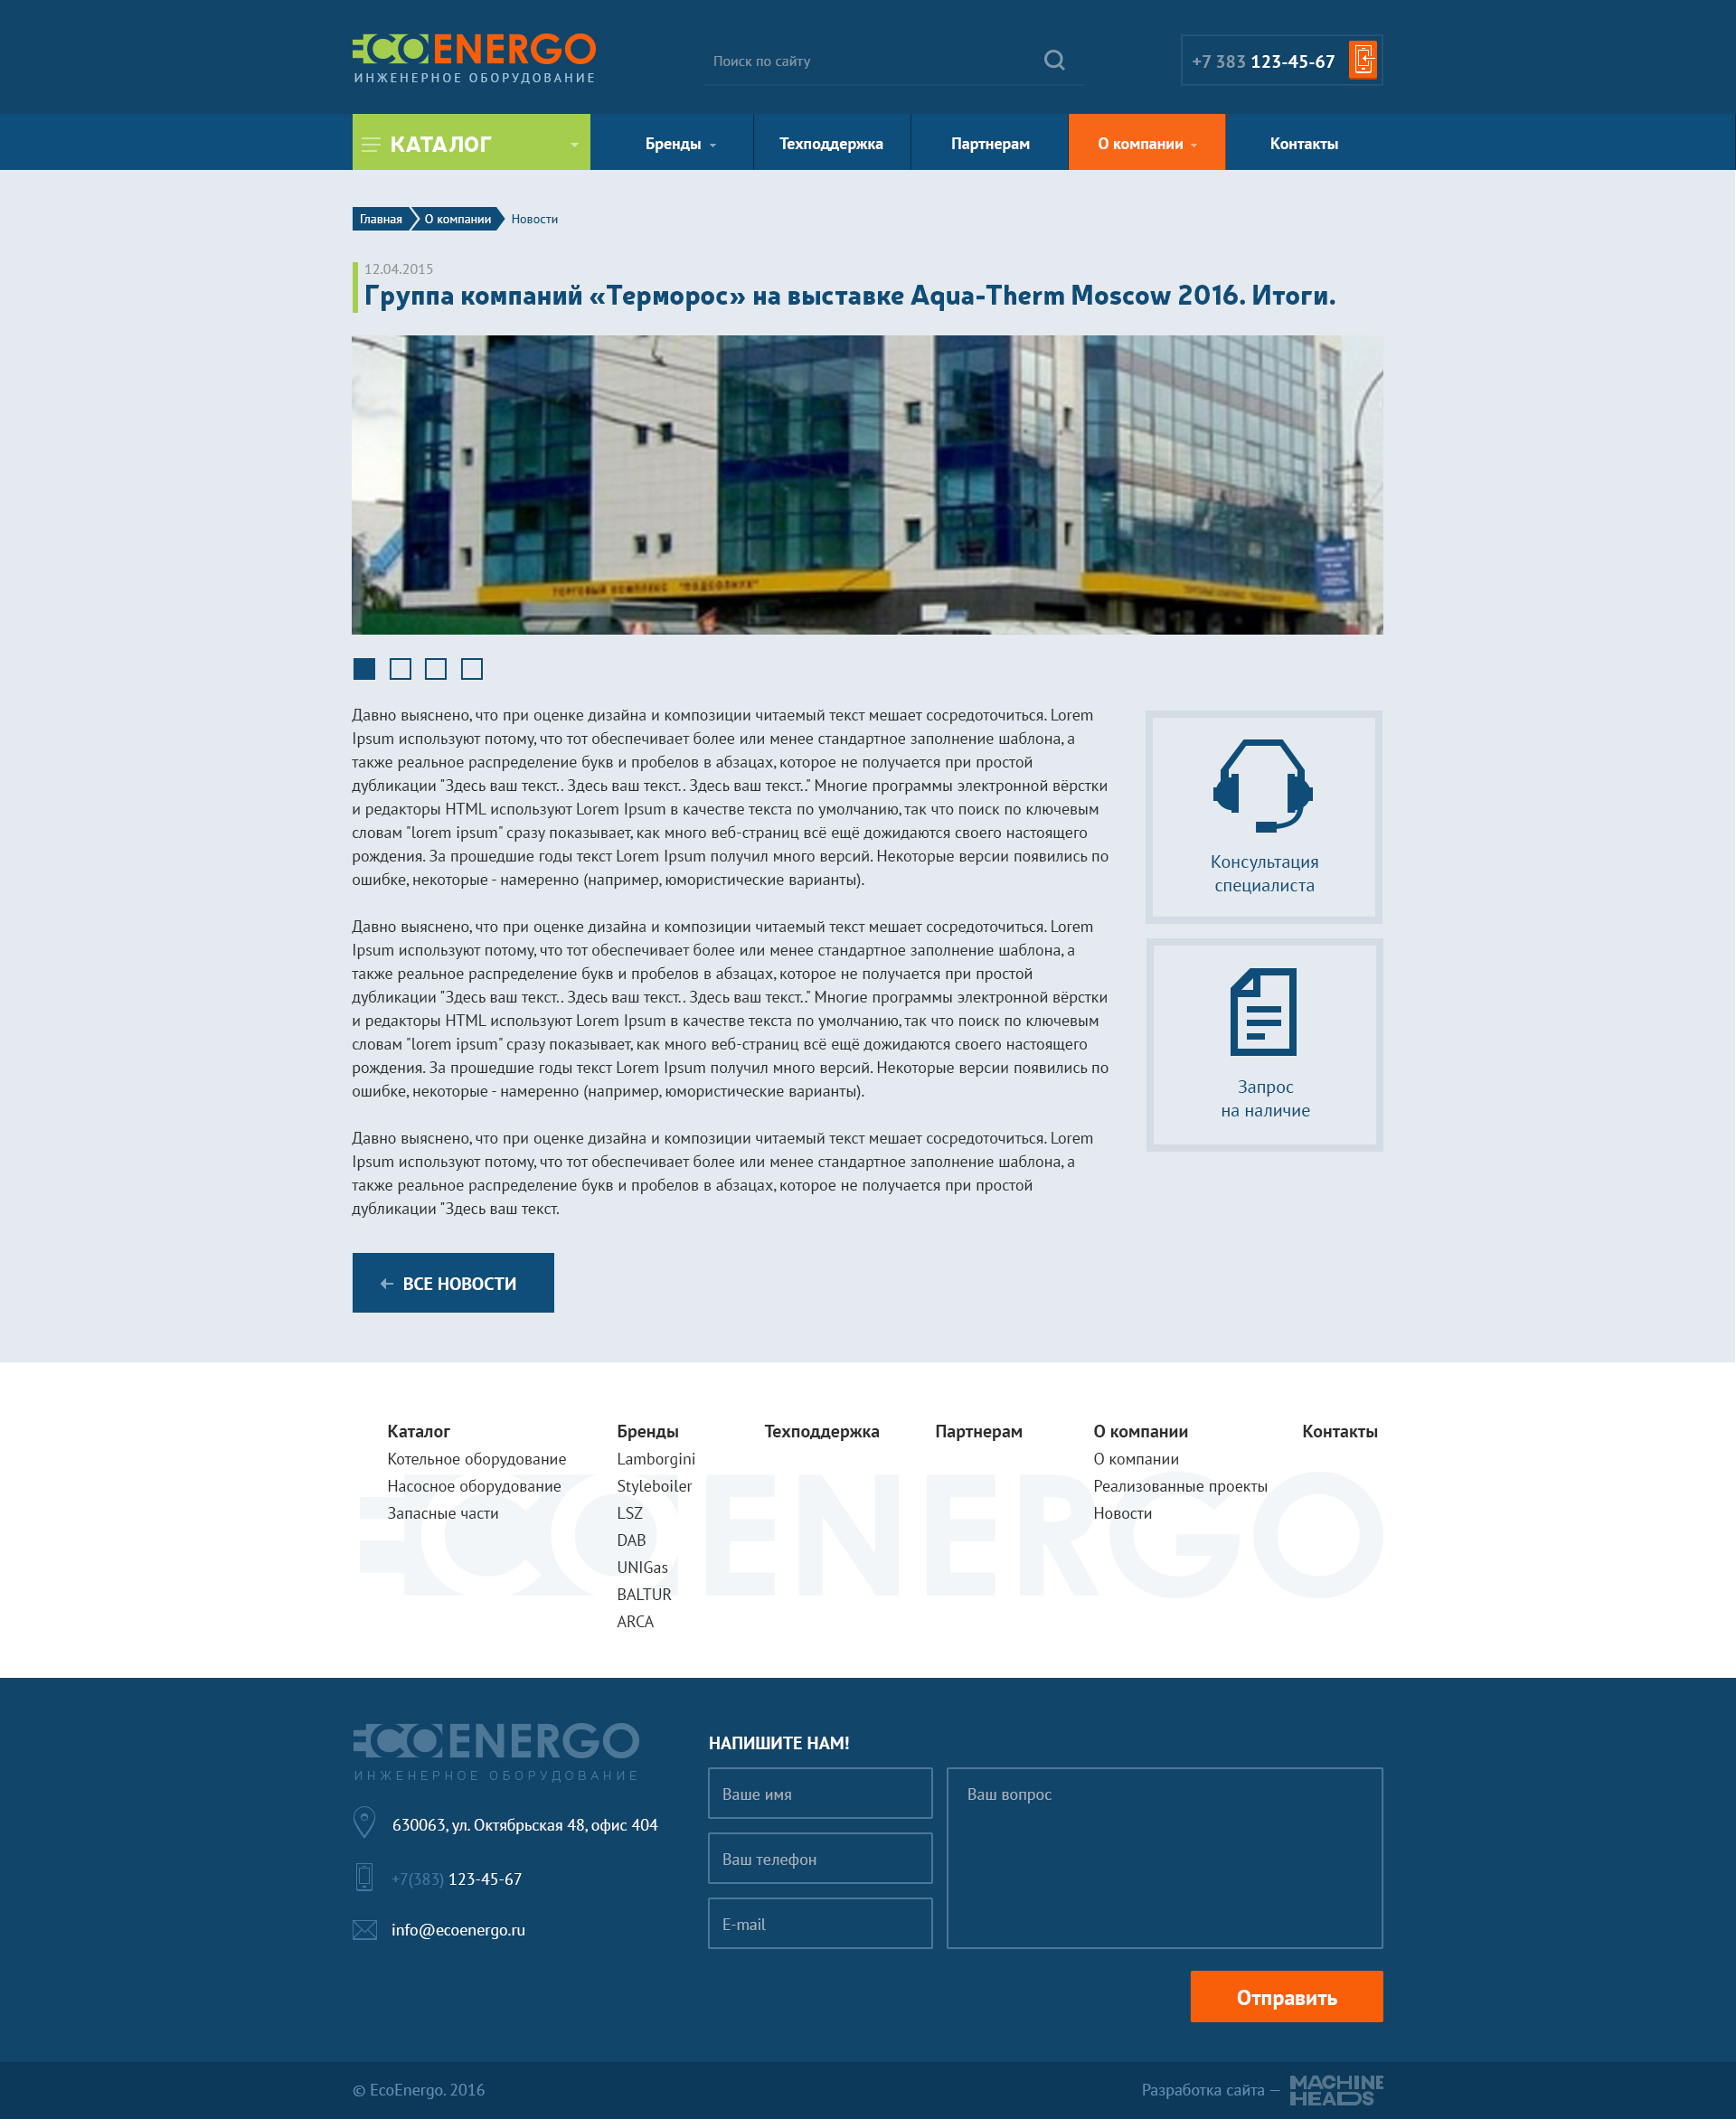 ECOENERGO
ИНЖЕНЕРНОЕ ОБОРУДОВАНИЕ
Поиск по сайту
+7 383 123-45-67
КАТАЛОГ
Бренды
Техподдержка
Партнерам
О компании
Контакты
Главная
О компании
Новости
12.04.2015
Группа компаний «Терморос» на выставке Aqua-Therm Moscow 2016. Итоги.
ТОРГОВЫЙ КОМПЛЕКС "ПОДСОЛНУХ"
Давно выяснено, что при оценке дизайна и композиции читаемый текст мешает сосредоточиться. Lorem
Ipsum используют потому, что тот обеспечивает более или менее стандартное заполнение шаблона, а
также реальное распределение букв и пробелов в абзацах, которое не получается при простой
дубликации "Здесь ваш текст.. Здесь ваш текст.. Здесь ваш текст.." Многие программы электронной вёрстки
и редакторы HTML используют Lorem Ipsum в качестве текста по умолчанию, так что поиск по ключевым
словам "lorem ipsum" сразу показывает, как много веб-страниц всё ещё дожидаются своего настоящего
рождения. За прошедшие годы текст Lorem Ipsum получил много версий. Некоторые версии появились по
ошибке, некоторые - намеренно (например, юмористические варианты).
Давно выяснено, что при оценке дизайна и композиции читаемый текст мешает сосредоточиться. Lorem
Ipsum используют потому, что тот обеспечивает более или менее стандартное заполнение шаблона, а
также реальное распределение букв и пробелов в абзацах, которое не получается при простой
дубликации "Здесь ваш текст.. Здесь ваш текст.. Здесь ваш текст.." Многие программы электронной вёрстки
и редакторы HTML используют Lorem Ipsum в качестве текста по умолчанию, так что поиск по ключевым
словам "lorem ipsum" сразу показывает, как много веб-страниц всё ещё дожидаются своего настоящего
рождения. За прошедшие годы текст Lorem Ipsum получил много версий. Некоторые версии появились по
ошибке, некоторые - намеренно (например, юмористические варианты).
Давно выяснено, что при оценке дизайна и композиции читаемый текст мешает сосредоточиться. Lorem
Ipsum используют потому, что тот обеспечивает более или менее стандартное заполнение шаблона, а
также реальное распределение букв и пробелов в абзацах, которое не получается при простой
дубликации "Здесь ваш текст.
Консультация
специалиста
Запрос
на наличие
ВСЕ НОВОСТИ
Каталог
Котельное оборудование
Насосное оборудование
Запасные части
Бренды
Lamborgini
Styleboiler
LSZ
DAB
UNIGas
BALTUR
ARCA
Техподдержка
Партнерам
О компании
О компании
Реализованные проекты
Новости
Контакты
ECOENERGO
ECOENERGO
ИНЖЕНЕРНОЕ ОБОРУДОВАНИЕ
630063, ул. Октябрьская 48, офис 404
+7(383) 123-45-67
info@ecoenergo.ru
НАПИШИТЕ НАМ!
Ваше имя
Ваш телефон
E-mail
Ваш вопрос
Отправить
© EcoEnergo. 2016
Разработка сайта —
MACHINE
HEADS